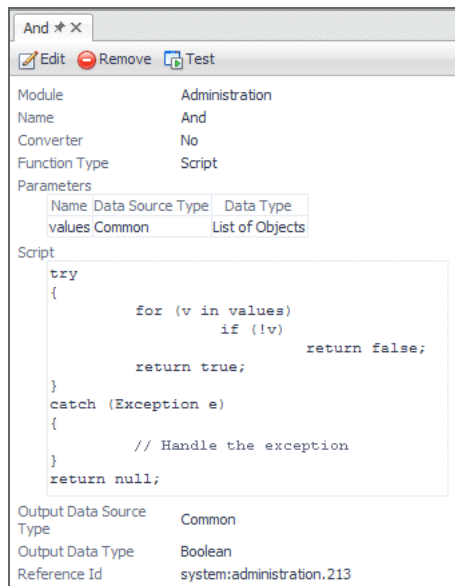 And
Edit Remove Test
Module Administration
Name And
Converter No
Function Type Script
Parameters
Name Data Source Type Data Type
values Common List of Objects
Script
try
{
for (v in values)
if (!v)
return false;
return true;
}
catch (Exception e)
{
// Handle the exception
}
return null;
Output Data Source
Type Common
Output Data Type Boolean
Reference Id system:administration.213